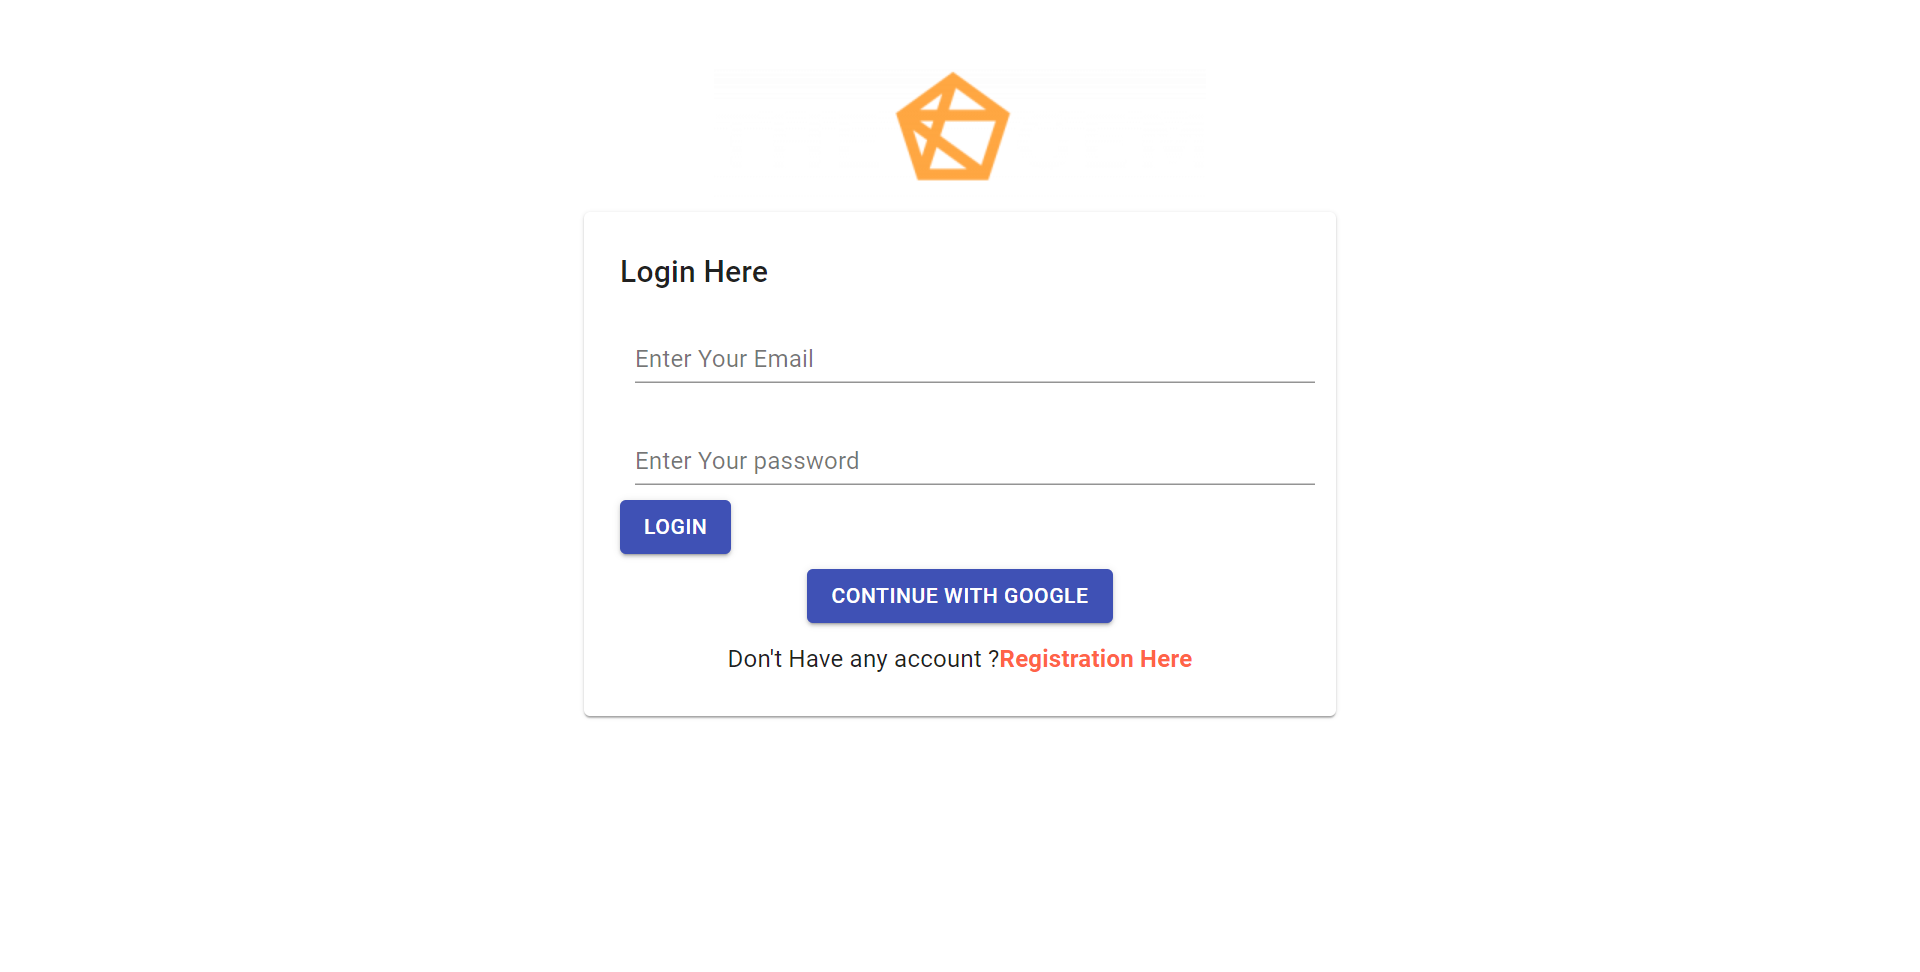 Login Here
Enter Your Email
Enter Your password
LOGIN
CONTINUE WITH GOOGLE
Don't Have any account ?Registration Here